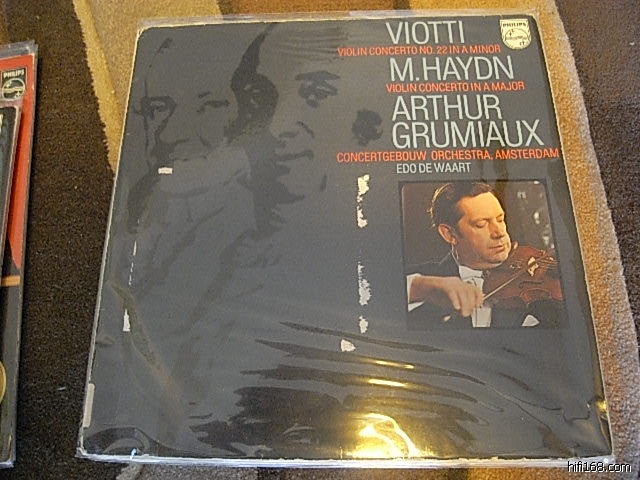 VIOTTI
VIOLIN CONCERTO NO. 22 IN A MINOR
M. HAYDN
VIOLIN CONCERTO IN A MAJOR
ARTHUR
GRUMIAUX
CONCERTGEBOUW ORCHESTRA, AMSTERDAM
EDO DE WAART
PHILIPS
PHILIPS
hifi168.com